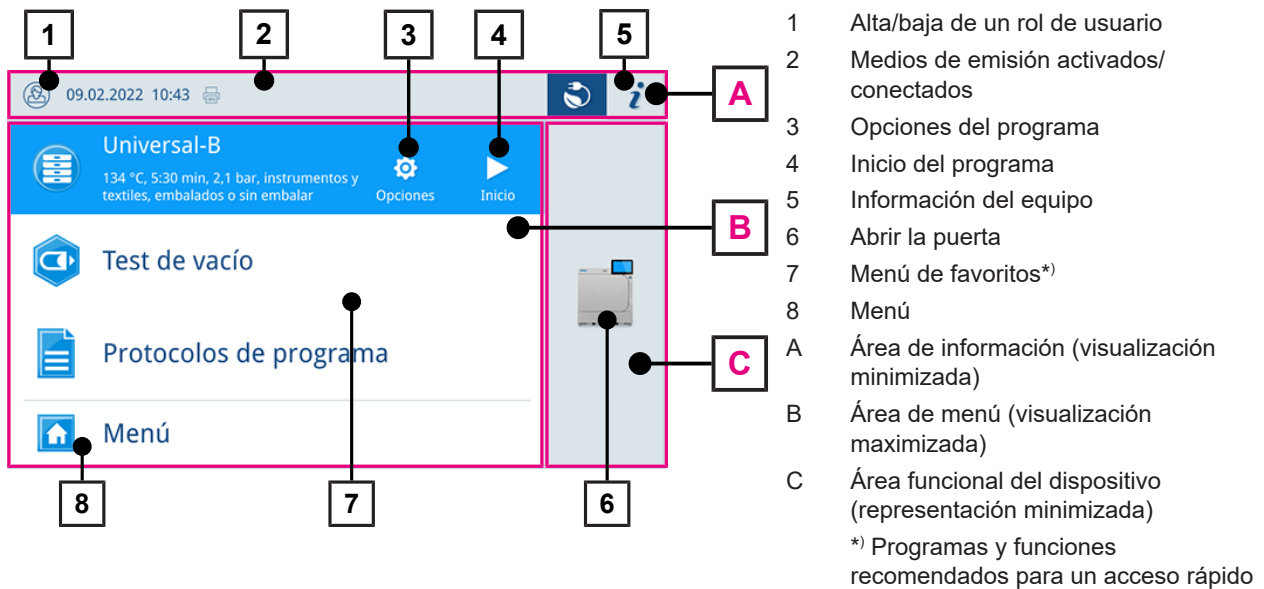 1 2 3 4 5
09.02.2022 10:43
i
A
Universal-B
134 °C, 5:30 min, 2,1 bar, instrumentos y
textiles, embalados o sin embalar
Opciones
Inicio
B
Test de vacío
Protocolos de programa
C
Menú
8 7 6
1 Alta/baja de un rol de usuario
2 Medios de emisión activados/
conectados
3 Opciones del programa
4 Inicio del programa
5 Información del equipo
6 Abrir la puerta
7 Menú de favoritos*)
8 Menú
A Área de información (visualización
minimizada)
B Área de menú (visualización
maximizada)
C Área funcional del dispositivo
(representación minimizada)
*) Programas y funciones
recomendados para un acceso rápido